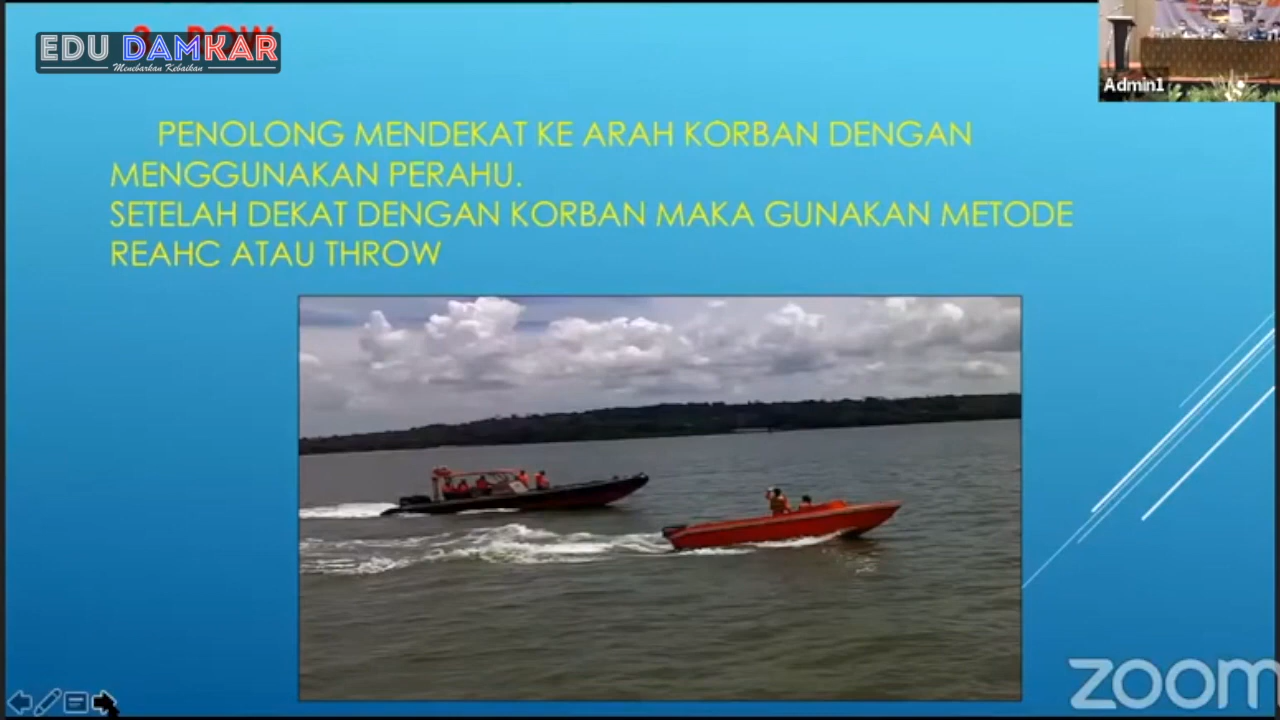 EDU DAMKAR
Menebarkan Kebaikan
Admin1
PENOLONG MENDEKAT KE ARAH KORBAN DENGAN
MENGGUNAKAN PERAHU.
SETELAH DEKAT DENGAN KORBAN MAKA GUNAKAN METODE
REAHC ATAU THROW
zoom